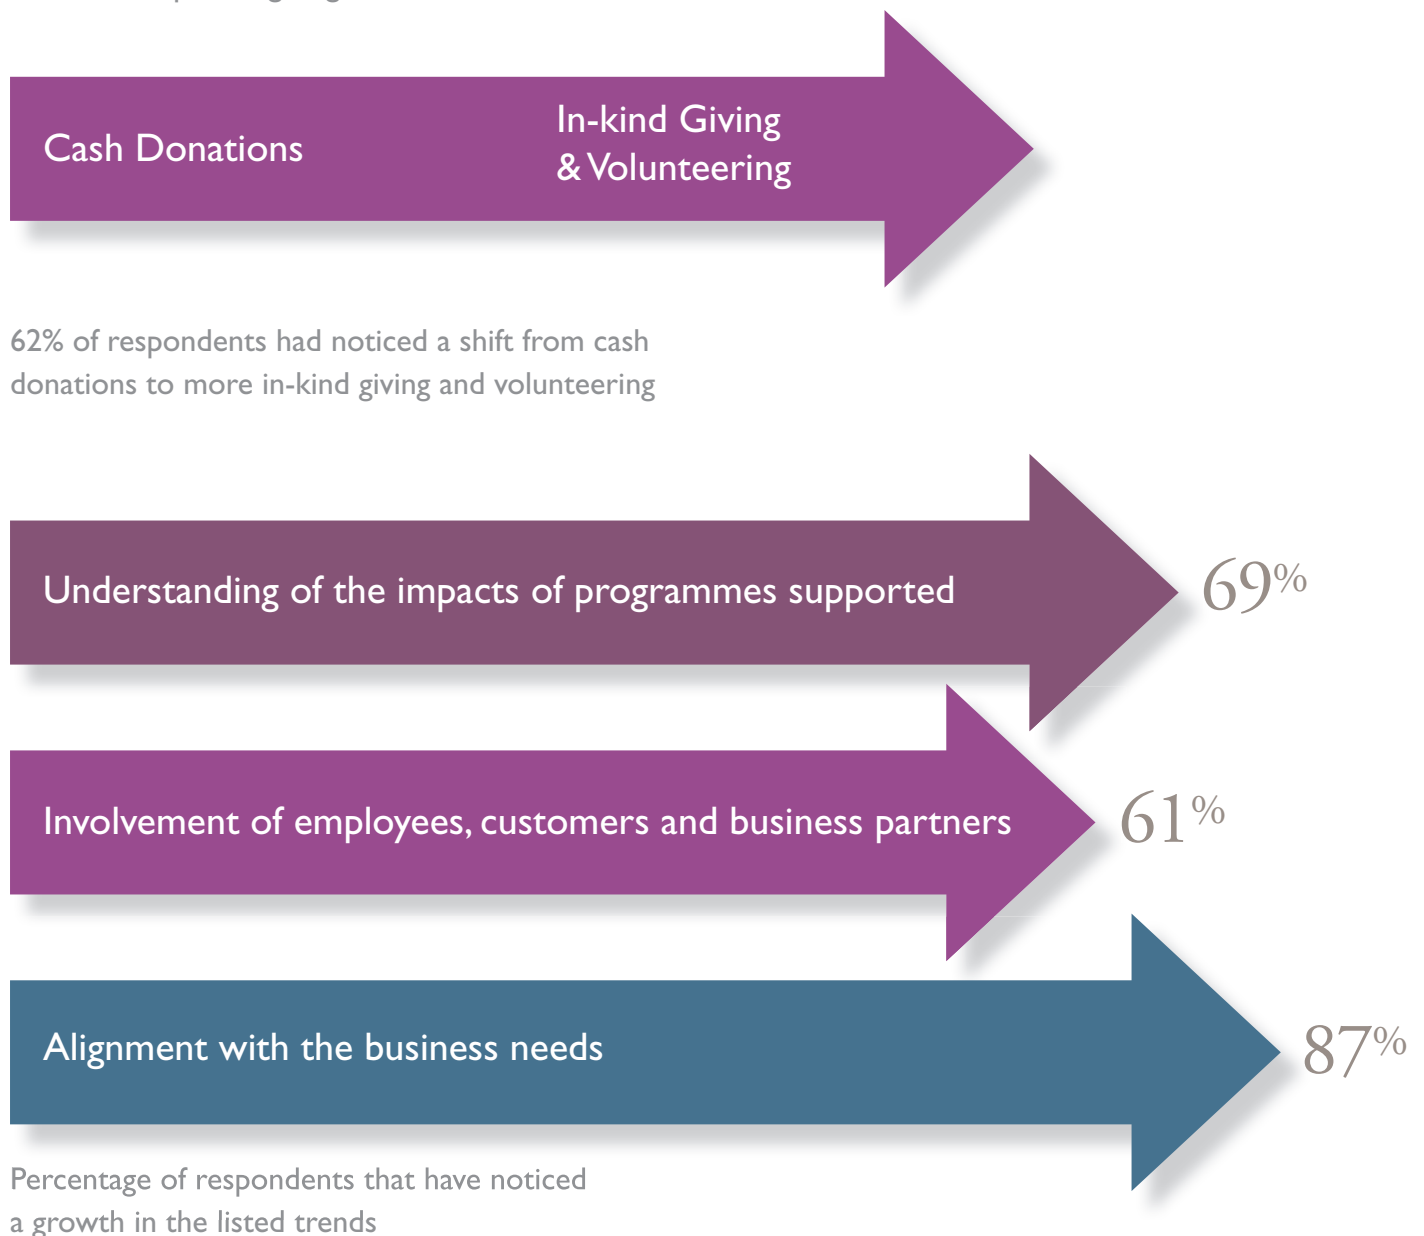 Cash Donations
In-kind Giving
& Volunteering
62% of respondents had noticed a shift from cash
donations to more in-kind giving and volunteering
Understanding of the impacts of programmes supported
69%
Involvement of employees, customers and business partners
61%
Alignment with the business needs
87%
Percentage of respondents that have noticed
a growth in the listed trends